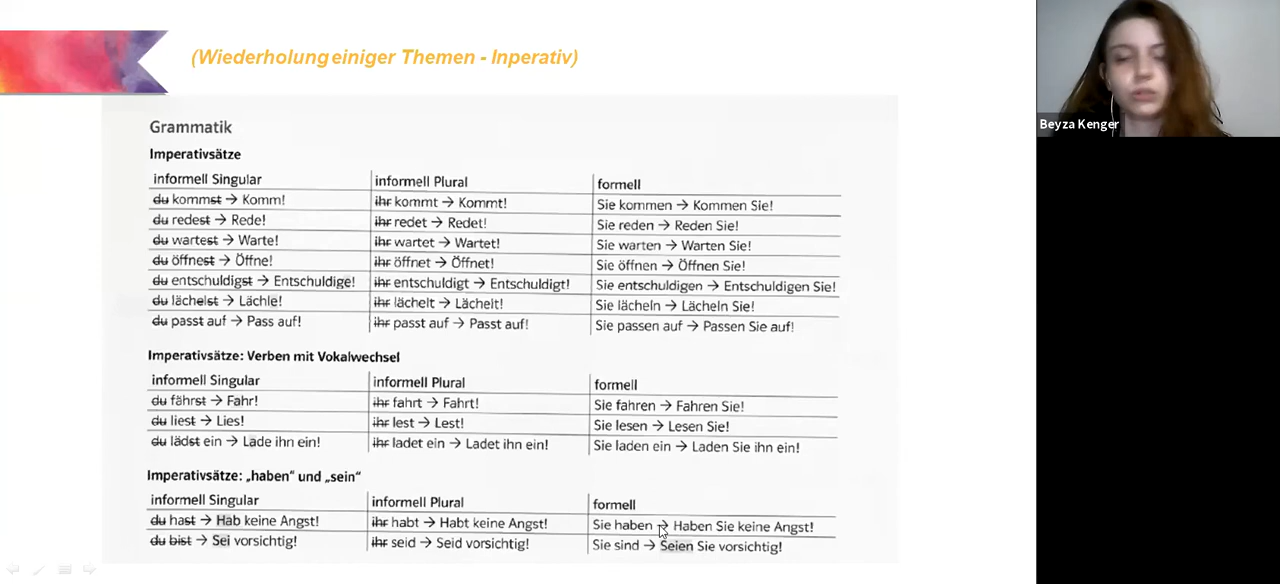 (Wiederholung einiger Themen - Inperativ)
Beyza Kenger
Grammatik
Imperativsätze
informell Singular informell Plural formell
du kommst → Komm! ihr kommt → Kommt! Sie kommen → Kommen Sie!
du redest → Rede! ihr redet → Redet! Sie reden → Reden Sie!
du wartest → Warte! ihr wartet → Wartet! Sie warten → Warten Sie!
du öffnest → Öffne! ihr öffnet → Öffnet! Sie öffnen → Öffnen Sie!
du entschuldigst → Entschuldige! ihr entschuldigt → Entschuldigt! Sie entschuldigen → Entschuldigen Sie!
du lächelst → Lächle! ihr lächelt → Lächelt! Sie lächeln → Lächeln Sie!
du passt auf → Pass auf! ihr passt auf → Passt auf! Sie passen auf → Passen Sie auf!
Imperativsätze: Verben mit Vokalwechsel
informell Singular informell Plural formell
du fährst → Fahr! ihr fahrt → Fahrt! Sie fahren → Fahren Sie!
du liest → Lies! ihr lest → Lest! Sie lesen → Lesen Sie!
du lädst ein → Lade ihn ein! ihr ladet ein → Ladet ihn ein! Sie laden ein → Laden Sie ihn ein!
Imperativsätze: „haben“ und „sein“
informell Singular informell Plural formell
du hast → Hab keine Angst! ihr habt → Habt keine Angst! Sie haben → Haben Sie keine Angst!
du bist → Sei vorsichtig! ihr seid → Seid vorsichtig! Sie sind → Seien Sie vorsichtig!